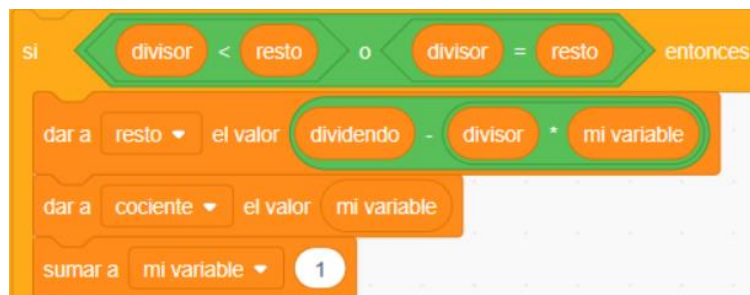 si divisor < resto o divisor = resto entonces
dar a resto el valor dividendo - divisor * mi variable
dar a cociente el valor mi variable
sumar a mi variable 1